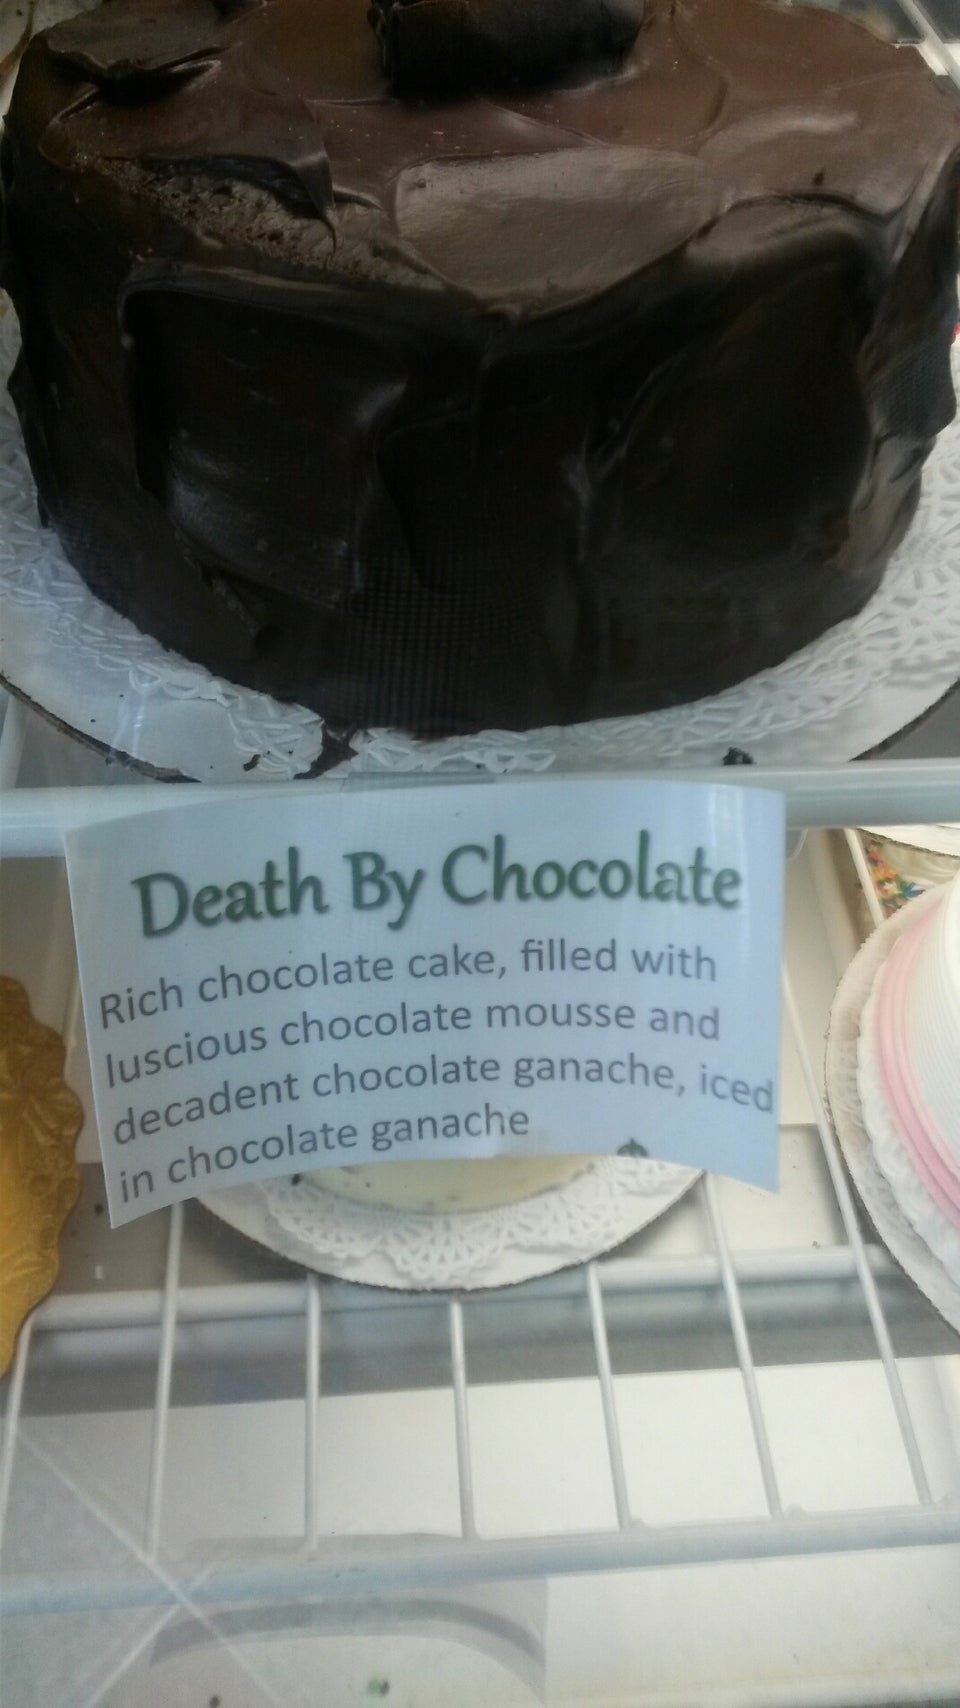 Death By Chocolate
Rich chocolate cake, filled with
luscious chocolate mousse and
decadent chocolate ganache, iced
in chocolate ganache